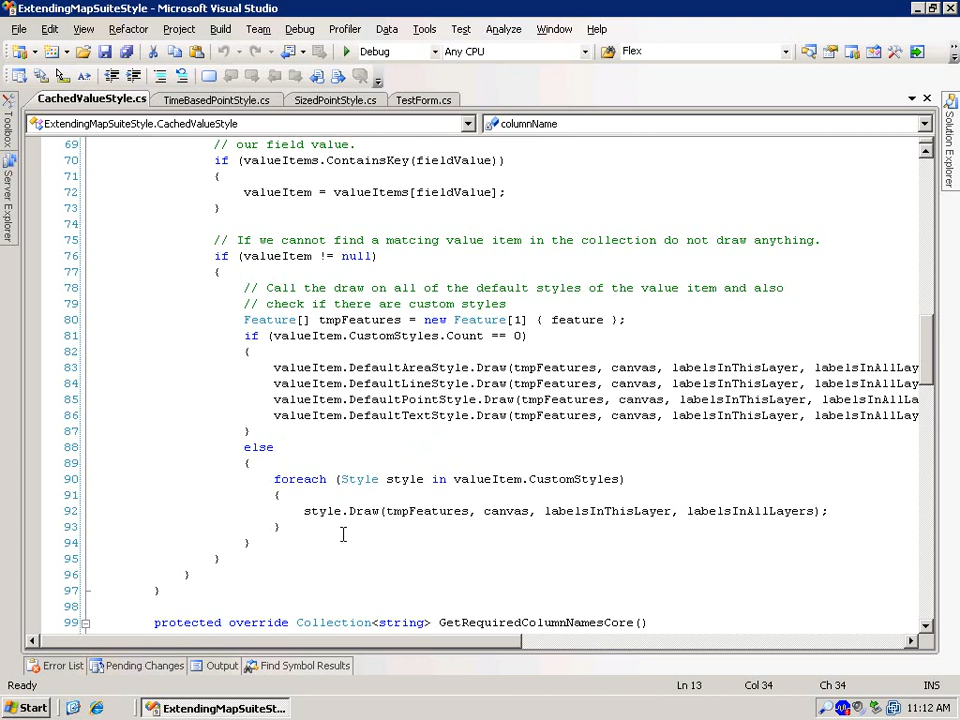 ExtendingMapSuiteStyle - Microsoft Visual Studio
File Edit View Refactor Project Build Team Debug Profiler Data Tools Test Analyze Window Help
Debug Any CPU Flex
CachedValueStyle.cs TimeBasedPointStyle.cs SizedPointStyle.cs TestForm.cs
ExtendingMapSuiteStyle.CachedValueStyle columnName
Toolbox
Server Explorer
Solution Explorer
69 // our field value.
70 if (valueItems.ContainsKey(fieldValue))
71 {
72 valueItem = valueItems[fieldValue];
73 }
74
75 // If we cannot find a matcing value item in the collection do not draw anything.
76 if (valueItem != null)
77 {
78 // Call the draw on all of the default styles of the value item and also
79 // check if there are custom styles
80 Feature[] tmpFeatures = new Feature[1] { feature };
81 if (valueItem.CustomStyles.Count == 0)
82 {
83 valueItem.DefaultAreaStyle.Draw(tmpFeatures, canvas, labelsInThisLayer, labelsInAllLaye
84 valueItem.DefaultLineStyle.Draw(tmpFeatures, canvas, labelsInThisLayer, labelsInAllLaye
85 valueItem.DefaultPointStyle.Draw(tmpFeatures, canvas, labelsInThisLayer, labelsInAllLa
86 valueItem.DefaultTextStyle.Draw(tmpFeatures, canvas, labelsInThisLayer, labelsInAllLay
87 }
88 else
89 {
90 foreach (Style style in valueItem.CustomStyles)
91 {
92 style.Draw(tmpFeatures, canvas, labelsInThisLayer, labelsInAllLayers);
93 }
94 }
95 }
96 }
97 }
98
99 protected override Collection<string> GetRequiredColumnNamesCore()
Error List Pending Changes Output Find Symbol Results
Ready Ln 13 Col 34 Ch 34 INS
Start ExtendingMapSuiteSt... 11:12 AM